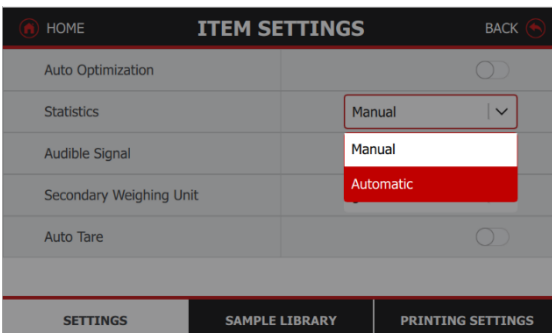 HOME ITEM SETTINGS BACK
Auto Optimization
Statistics Manual
Audible Signal Manual
Automatic
Secondary Weighing Unit
Auto Tare
SETTINGS SAMPLE LIBRARY PRINTING SETTINGS